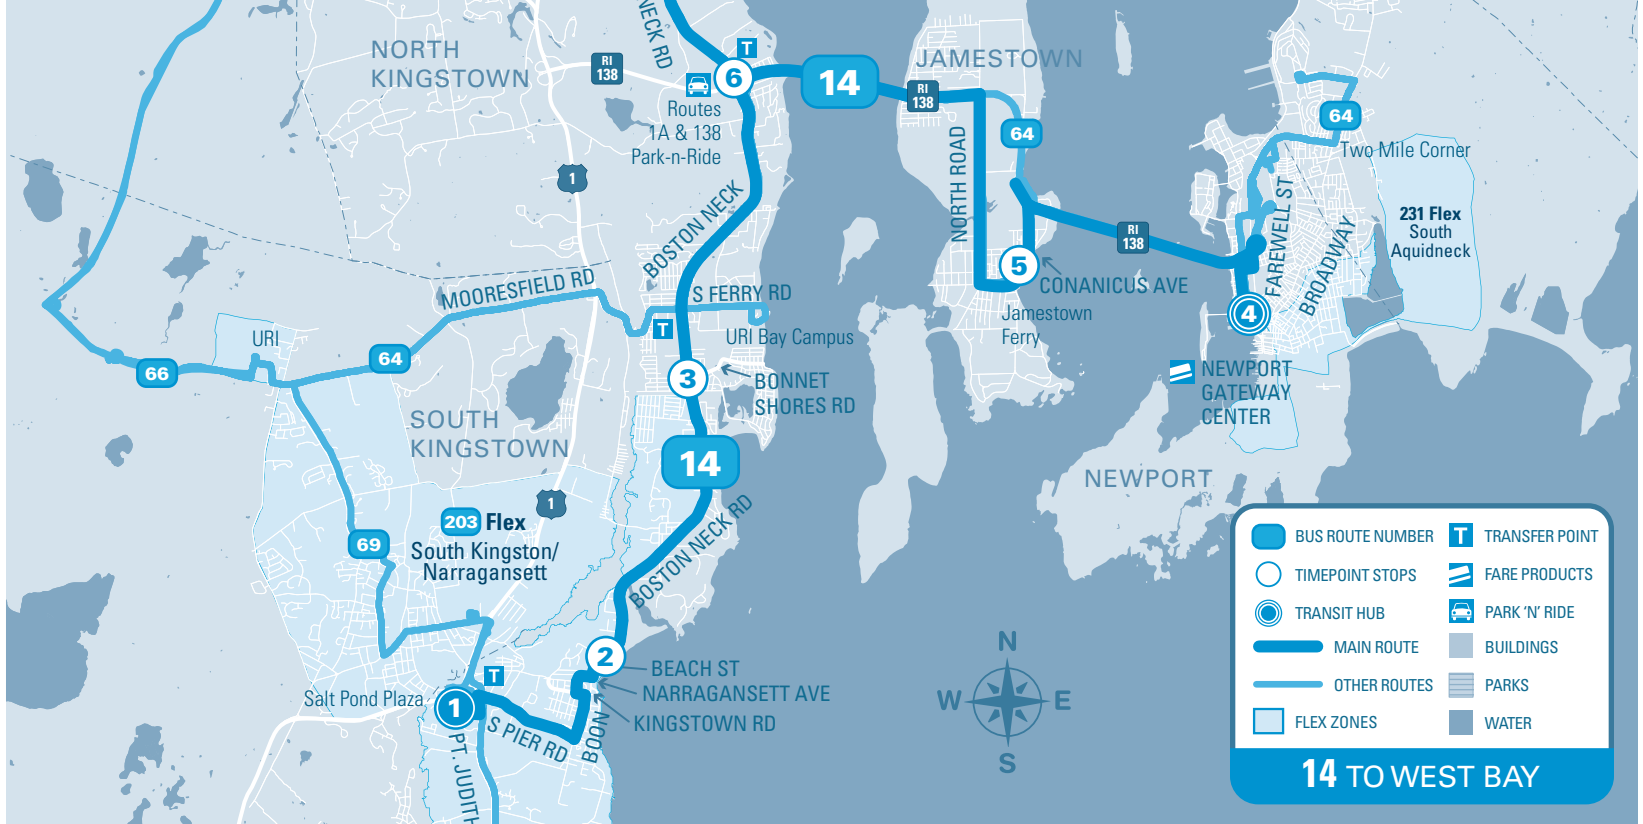 NECK RD
NORTH
KINGSTOWN
RI
138
T
6
Routes
1A & 138
Park-n-Ride
14
JAMESTOWN
RI
138
64
NORTH ROAD
64
Two Mile Corner
1
BOSTON NECK
FAREWELL ST
BROADWAY
231 Flex
South
Aquidneck
RI
138
5
CONANICUS AVE
Jamestown
Ferry
4
MOORESFIELD RD
S FERRY RD
T
URI Bay Campus
URI
66
64
3
BONNET
SHORES RD
NEWPORT
GATEWAY
CENTER
SOUTH
KINGSTOWN
14
NEWPORT
1
203 Flex
South Kingston/
Narragansett
69
BOSTON NECK RD
2
BEACH ST
NARRAGANSETT AVE
KINGSTOWN RD
T
Salt Pond Plaza
1
S PIER RD
BOON
PT. JUDITH
N
W
E
S
BUS ROUTE NUMBER
T TRANSFER POINT
TIMEPOINT STOPS
FARE PRODUCTS
TRANSIT HUB
PARK ‘N’ RIDE
MAIN ROUTE
BUILDINGS
OTHER ROUTES
PARKS
FLEX ZONES
WATER
14 TO WEST BAY